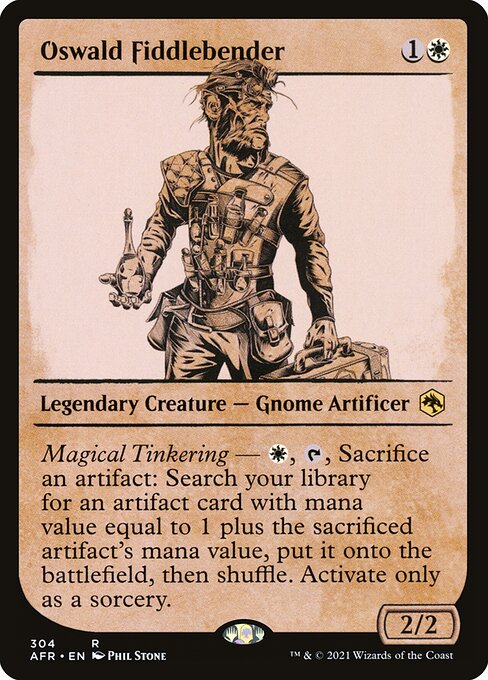 Oswald Fiddlebender 1
Legendary Creature — Gnome Artificer
Magical Tinkering — , , Sacrifice
an artifact: Search your library
for an artifact card with mana
value equal to 1 plus the sacrificed
artifact's mana value, put it onto the
battlefield, then shuffle. Activate only
as a sorcery.
2/2
304 R
AFR • EN Phil Stone ™ & © 2021 Wizards of the Coast